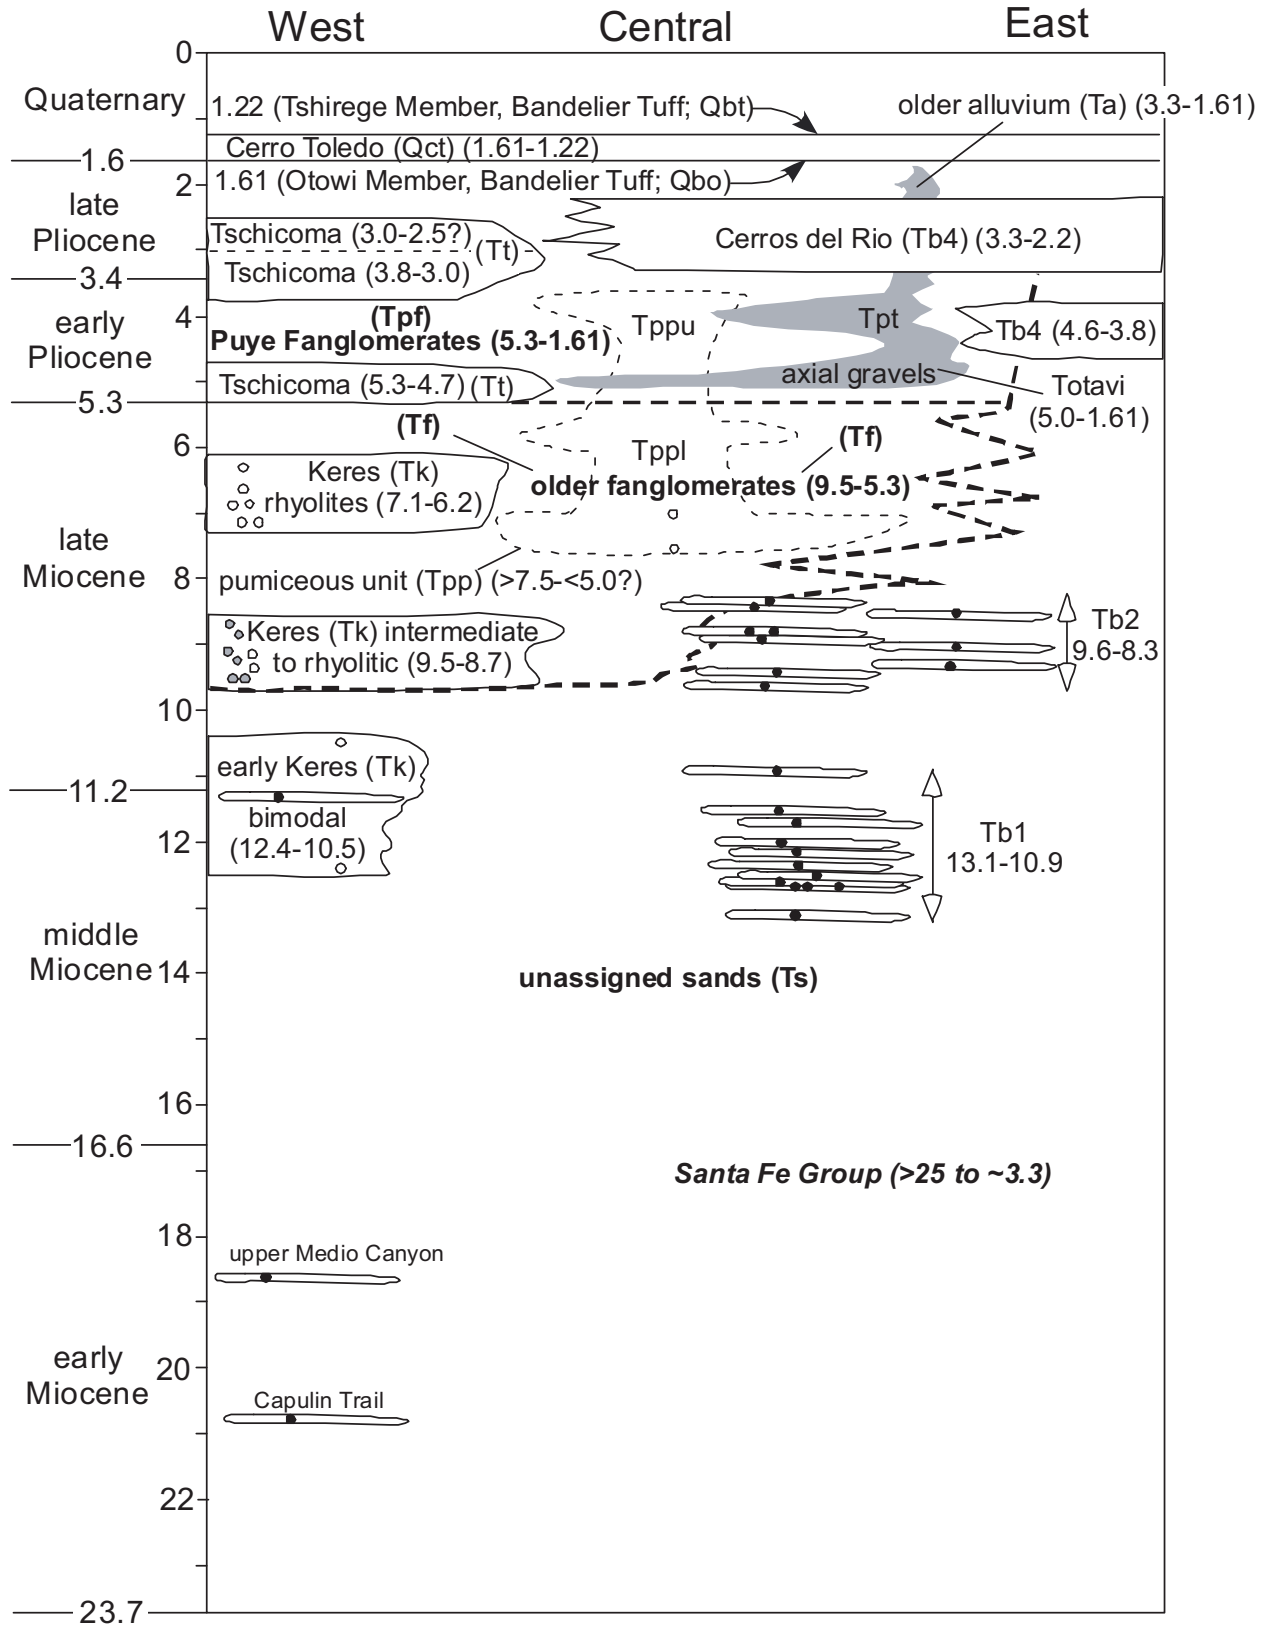 West
Central
East
0
Quaternary
1.22 (Tshirege Member, Bandelier Tuff; Qbt)
older alluvium (Ta) (3.3-1.61)
Cerro Toledo (Qct) (1.61-1.22)
1.6
1.61 (Otowi Member, Bandelier Tuff; Qbo)
2
late
Pliocene
Tschicoma (3.0-2.5?)
(Tt)
Tschicoma (3.8-3.0)
Cerros del Rio (Tb4) (3.3-2.2)
3.4
4
early
Pliocene
(Tpf)
Puye Fanglomerates (5.3-1.61)
Tppu
Tpt
Tb4 (4.6-3.8)
Tschicoma (5.3-4.7) (Tt)
axial gravels
Totavi
(5.0-1.61)
5.3
(Tf)
(Tf)
6
Tppl
Keres (Tk)
rhyolites (7.1-6.2)
older fanglomerates (9.5-5.3)
late
Miocene
8
pumiceous unit (Tpp) (>7.5-<5.0?)
Keres (Tk) intermediate
to rhyolitic (9.5-8.7)
Tb2
9.6-8.3
10
early Keres (Tk)
11.2
bimodal
(12.4-10.5)
12
Tb1
13.1-10.9
middle
Miocene
14
unassigned sands (Ts)
16
16.6
Santa Fe Group (>25 to ~3.3)
18
upper Medio Canyon
early
Miocene
20
Capulin Trail
22
23.7